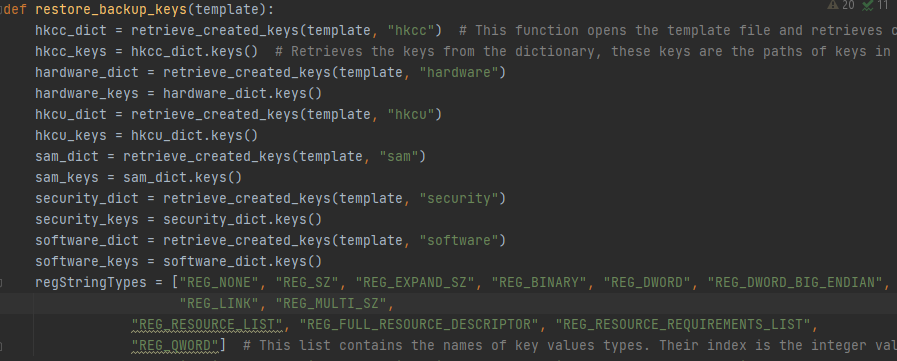 20 11
def restore_backup_keys(template):
hkcc_dict = retrieve_created_keys(template, "hkcc")  # This function opens the template file and retrieves
hkcc_keys = hkcc_dict.keys()  # Retrieves the keys from the dictionary, these keys are the paths of keys in
hardware_dict = retrieve_created_keys(template, "hardware")
hardware_keys = hardware_dict.keys()
hkcu_dict = retrieve_created_keys(template, "hkcu")
hkcu_keys = hkcu_dict.keys()
sam_dict = retrieve_created_keys(template, "sam")
sam_keys = sam_dict.keys()
security_dict = retrieve_created_keys(template, "security")
security_keys = security_dict.keys()
software_dict = retrieve_created_keys(template, "software")
software_keys = software_dict.keys()
regStringTypes = ["REG_NONE", "REG_SZ", "REG_EXPAND_SZ", "REG_BINARY", "REG_DWORD", "REG_DWORD_BIG_ENDIAN",
"REG_LINK", "REG_MULTI_SZ",
"REG_RESOURCE_LIST", "REG_FULL_RESOURCE_DESCRIPTOR", "REG_RESOURCE_REQUIREMENTS_LIST",
"REG_QWORD"]  # This list contains the names of key values types. Their index is the integer val